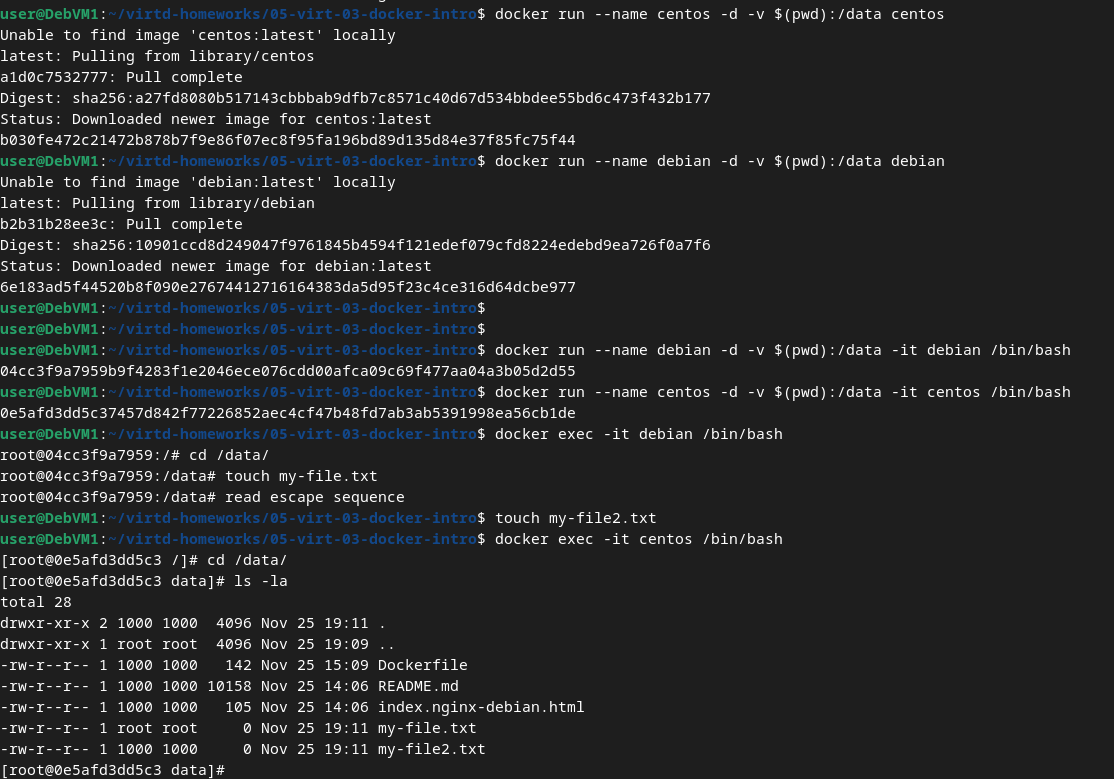 user@DebVM1:~/virtd-homeworks/05-virt-03-docker-intro$ docker run --name centos -d -v $(pwd):/data centos
Unable to find image 'centos:latest' locally
latest: Pulling from library/centos
a1d0c7532777: Pull complete
Digest: sha256:a27fd8080b517143cbbbab9dfb7c8571c40d67d534bbdee55bd6c473f432b177
Status: Downloaded newer image for centos:latest
b030fe472c21472b878b7f9e86f07ec8f95fa196bd89d135d84e37f85fc75f44
user@DebVM1:~/virtd-homeworks/05-virt-03-docker-intro$ docker run --name debian -d -v $(pwd):/data debian
Unable to find image 'debian:latest' locally
latest: Pulling from library/debian
b2b31b28ee3c: Pull complete
Digest: sha256:10901ccd8d249047f9761845b4594f121edef079cfd8224edebd9ea726f0a7f6
Status: Downloaded newer image for debian:latest
6e183ad5f44520b8f090e27674412716164383da5d95f23c4ce316d64dcbe977
user@DebVM1:~/virtd-homeworks/05-virt-03-docker-intro$
user@DebVM1:~/virtd-homeworks/05-virt-03-docker-intro$
user@DebVM1:~/virtd-homeworks/05-virt-03-docker-intro$ docker run --name debian -d -v $(pwd):/data -it debian /bin/bash
04cc3f9a7959b9f4283f1e2046ece076cdd00afca09c69f477aa04a3b05d2d55
user@DebVM1:~/virtd-homeworks/05-virt-03-docker-intro$ docker run --name centos -d -v $(pwd):/data -it centos /bin/bash
0e5afd3dd5c37457d842f77226852aec4cf47b48fd7ab3ab5391998ea56cb1de
user@DebVM1:~/virtd-homeworks/05-virt-03-docker-intro$ docker exec -it debian /bin/bash
root@04cc3f9a7959:/# cd /data/
root@04cc3f9a7959:/data# touch my-file.txt
root@04cc3f9a7959:/data# read escape sequence
user@DebVM1:~/virtd-homeworks/05-virt-03-docker-intro$ touch my-file2.txt
user@DebVM1:~/virtd-homeworks/05-virt-03-docker-intro$ docker exec -it centos /bin/bash
[root@0e5afd3dd5c3 /]# cd /data/
[root@0e5afd3dd5c3 data]# ls -la
total 28
drwxr-xr-x 2 1000 1000  4096 Nov 25 19:11 .
drwxr-xr-x 1 root root  4096 Nov 25 19:09 ..
-rw-r--r-- 1 1000 1000   142 Nov 25 15:09 Dockerfile
-rw-r--r-- 1 1000 1000 10158 Nov 25 14:06 README.md
-rw-r--r-- 1 1000 1000   105 Nov 25 14:06 index.nginx-debian.html
-rw-r--r-- 1 root root     0 Nov 25 19:11 my-file.txt
-rw-r--r-- 1 1000 1000     0 Nov 25 19:11 my-file2.txt
[root@0e5afd3dd5c3 data]#